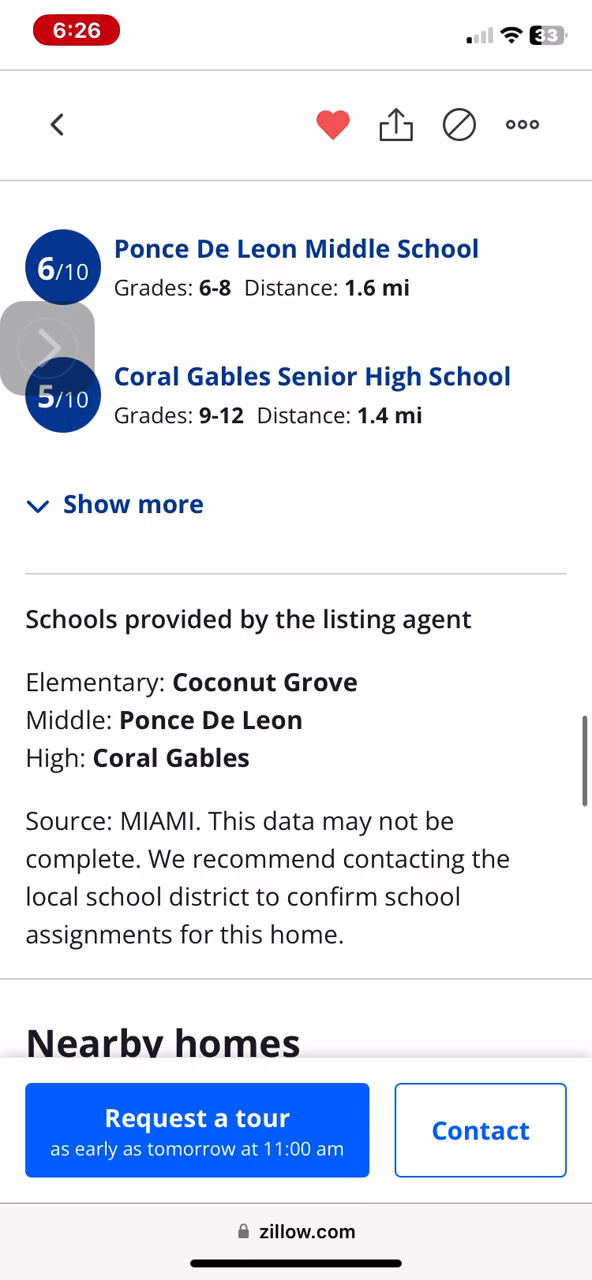 6:26
33
6/10
Ponce De Leon Middle School
Grades: 6-8 Distance: 1.6 mi
5/10
Coral Gables Senior High School
Grades: 9-12 Distance: 1.4 mi
Show more
Schools provided by the listing agent
Elementary: Coconut Grove
Middle: Ponce De Leon
High: Coral Gables
Source: MIAMI. This data may not be
complete. We recommend contacting the
local school district to confirm school
assignments for this home.
Nearby homes
Request a tour
as early as tomorrow at 11:00 am
Contact
zillow.com